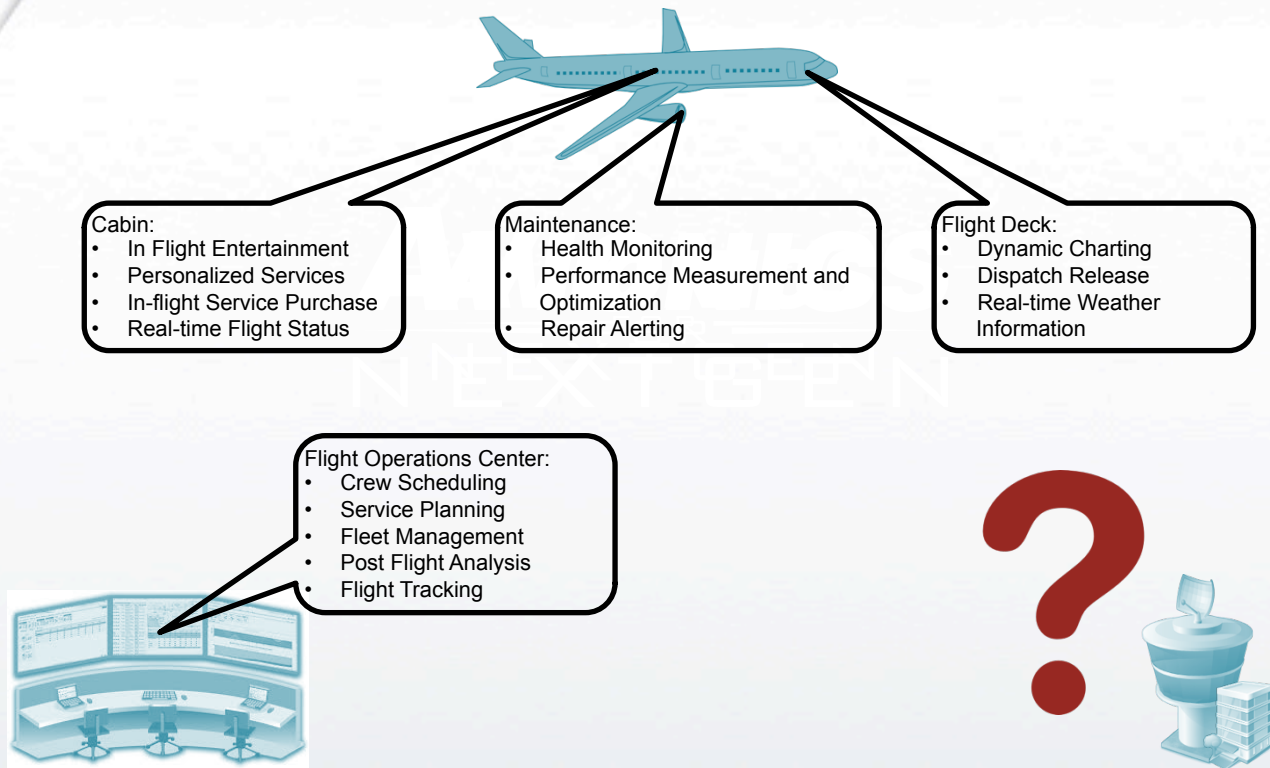 Cabin:
• In Flight Entertainment
• Personalized Services
• In-flight Service Purchase
• Real-time Flight Status
Maintenance:
• Health Monitoring
• Performance Measurement and
Optimization
• Repair Alerting
Flight Deck:
• Dynamic Charting
• Dispatch Release
• Real-time Weather
Information
NEXTGEN
Flight Operations Center:
• Crew Scheduling
• Service Planning
• Fleet Management
• Post Flight Analysis
• Flight Tracking
?